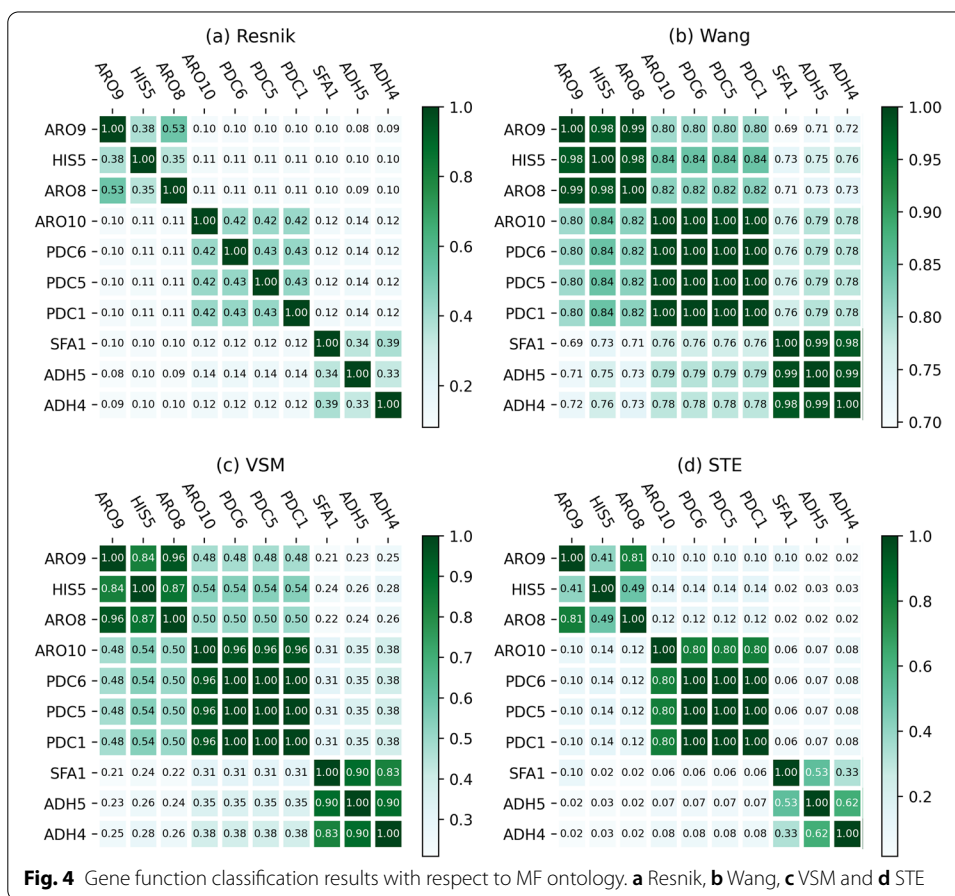 (a) Resnik
ARO9 HIS5 ARO8 ARO10 PDC6 PDC5 PDC1 SFA1 ADH5 ADH4
ARO9 1.00 0.38 0.53 0.10 0.10 0.10 0.10 0.10 0.08 0.09
HIS5 0.38 1.00 0.35 0.11 0.11 0.11 0.11 0.10 0.10 0.10
ARO8 0.53 0.35 1.00 0.11 0.11 0.11 0.11 0.10 0.09 0.10
ARO10 0.10 0.11 0.11 1.00 0.42 0.42 0.42 0.12 0.14 0.12
PDC6 0.10 0.11 0.11 0.42 1.00 0.43 0.43 0.12 0.14 0.12
PDC5 0.10 0.11 0.11 0.42 0.43 1.00 0.43 0.12 0.14 0.12
PDC1 0.10 0.11 0.11 0.42 0.43 0.43 1.00 0.12 0.14 0.12
SFA1 0.10 0.10 0.10 0.12 0.12 0.12 0.12 1.00 0.34 0.39
ADH5 0.08 0.10 0.09 0.14 0.14 0.14 0.14 0.34 1.00 0.33
ADH4 0.09 0.10 0.10 0.12 0.12 0.12 0.12 0.39 0.33 1.00
1.0
0.8
0.6
0.4
0.2
(b) Wang
ARO9 HIS5 ARO8 ARO10 PDC6 PDC5 PDC1 SFA1 ADH5 ADH4
ARO9 1.00 0.98 0.99 0.80 0.80 0.80 0.80 0.69 0.71 0.72
HIS5 0.98 1.00 0.98 0.84 0.84 0.84 0.84 0.73 0.75 0.76
ARO8 0.99 0.98 1.00 0.82 0.82 0.82 0.82 0.71 0.73 0.73
ARO10 0.80 0.84 0.82 1.00 1.00 1.00 1.00 0.76 0.79 0.78
PDC6 0.80 0.84 0.82 1.00 1.00 1.00 1.00 0.76 0.79 0.78
PDC5 0.80 0.84 0.82 1.00 1.00 1.00 1.00 0.76 0.79 0.78
PDC1 0.80 0.84 0.82 1.00 1.00 1.00 1.00 0.76 0.79 0.78
SFA1 0.69 0.73 0.71 0.76 0.76 0.76 0.76 1.00 0.99 0.98
ADH5 0.71 0.75 0.73 0.79 0.79 0.79 0.79 0.99 1.00 0.99
ADH4 0.72 0.76 0.73 0.78 0.78 0.78 0.78 0.98 0.99 1.00
1.00
0.95
0.90
0.85
0.80
0.75
0.70
(c) VSM
ARO9 HIS5 ARO8 ARO10 PDC6 PDC5 PDC1 SFA1 ADH5 ADH4
ARO9 1.00 0.84 0.96 0.48 0.48 0.48 0.48 0.21 0.23 0.25
HIS5 0.84 1.00 0.87 0.54 0.54 0.54 0.54 0.24 0.26 0.28
ARO8 0.96 0.87 1.00 0.50 0.50 0.50 0.50 0.22 0.24 0.26
ARO10 0.48 0.54 0.50 1.00 0.96 0.96 0.96 0.31 0.35 0.38
PDC6 0.48 0.54 0.50 0.96 1.00 1.00 1.00 0.31 0.35 0.38
PDC5 0.48 0.54 0.50 0.96 1.00 1.00 1.00 0.31 0.35 0.38
PDC1 0.48 0.54 0.50 0.96 1.00 1.00 1.00 0.31 0.35 0.38
SFA1 0.21 0.24 0.22 0.31 0.31 0.31 0.31 1.00 0.90 0.83
ADH5 0.23 0.26 0.24 0.35 0.35 0.35 0.35 0.90 1.00 0.90
ADH4 0.25 0.28 0.26 0.38 0.38 0.38 0.38 0.83 0.90 1.00
1.0
0.9
0.8
0.7
0.6
0.5
0.4
0.3
(d) STE
ARO9 HIS5 ARO8 ARO10 PDC6 PDC5 PDC1 SFA1 ADH5 ADH4
ARO9 1.00 0.41 0.81 0.10 0.10 0.10 0.10 0.10 0.02 0.02
HIS5 0.41 1.00 0.49 0.14 0.14 0.14 0.14 0.02 0.03 0.03
ARO8 0.81 0.49 1.00 0.12 0.12 0.12 0.12 0.02 0.02 0.02
ARO10 0.10 0.14 0.12 1.00 0.80 0.80 0.80 0.06 0.07 0.08
PDC6 0.10 0.14 0.12 0.80 1.00 1.00 1.00 0.06 0.07 0.08
PDC5 0.10 0.14 0.12 0.80 1.00 1.00 1.00 0.06 0.07 0.08
PDC1 0.10 0.14 0.12 0.80 1.00 1.00 1.00 0.06 0.07 0.08
SFA1 0.10 0.02 0.02 0.06 0.06 0.06 0.06 1.00 0.53 0.33
ADH5 0.02 0.03 0.02 0.07 0.07 0.07 0.07 0.53 1.00 0.62
ADH4 0.02 0.03 0.02 0.08 0.08 0.08 0.08 0.33 0.62 1.00
1.0
0.8
0.6
0.4
0.2
Fig. 4 Gene function classification results with respect to MF ontology. a Resnik, b Wang, c VSM and d STE